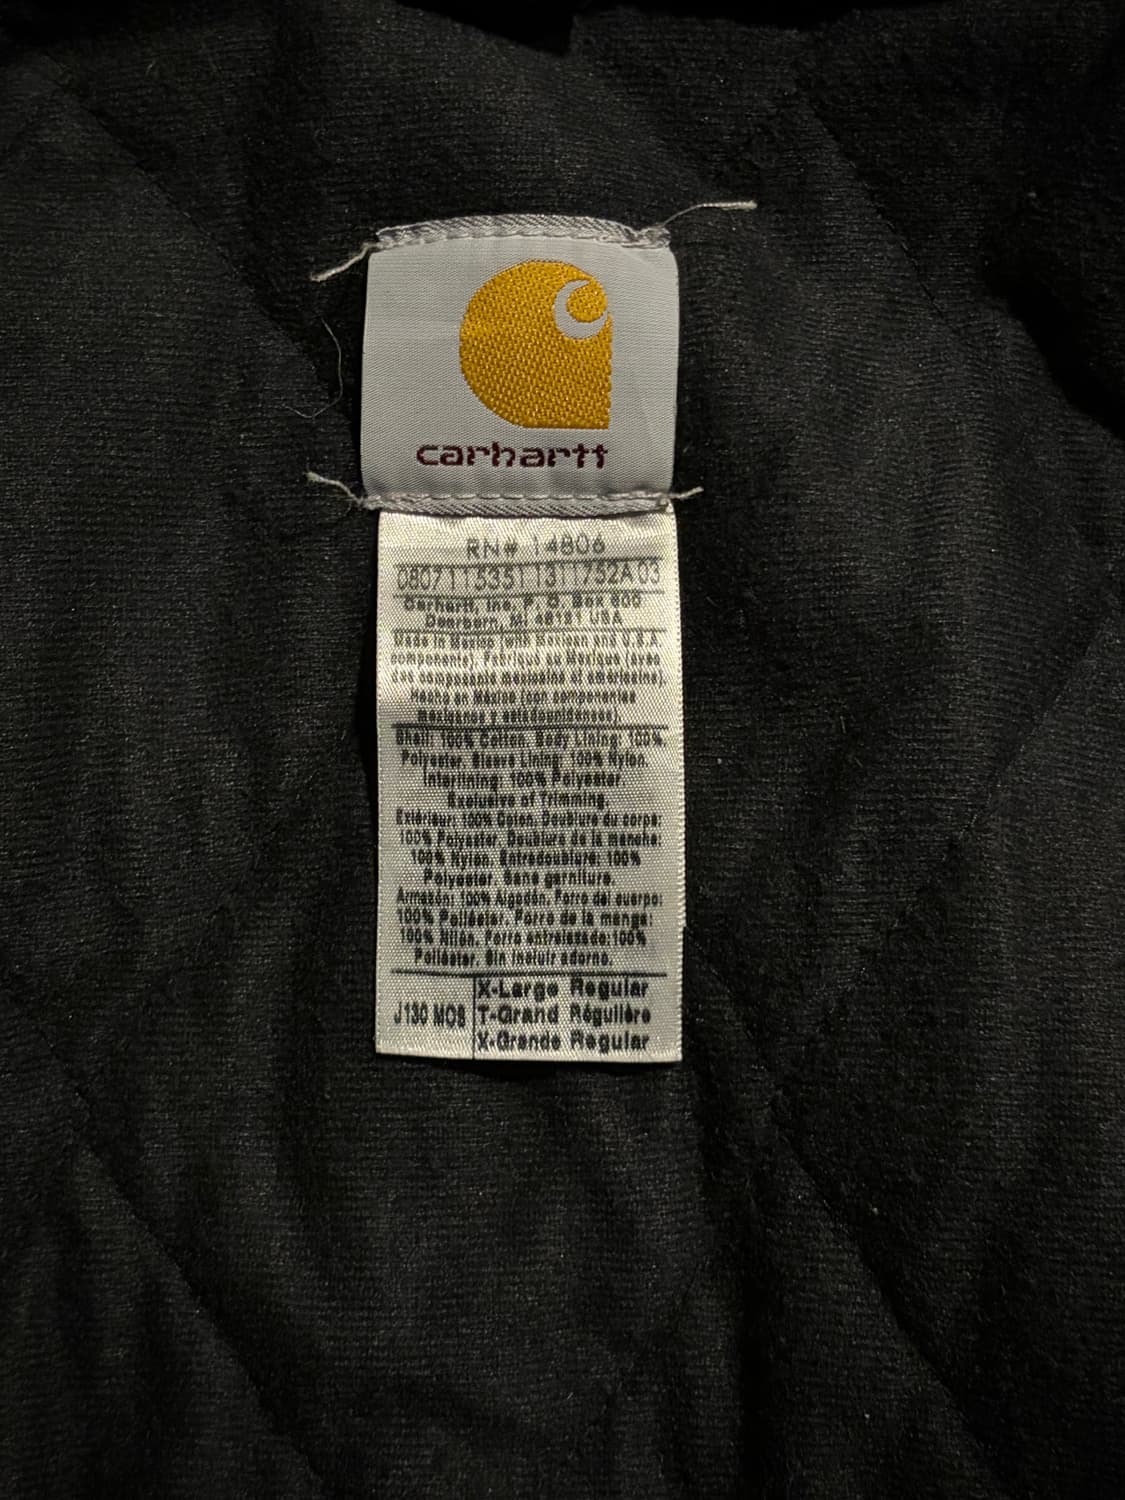 carhartt
RN# 14806
0807115351 1311752A 03
Carhartt, Inc. P. O. Box 600
Dearborn, MI 48121 USA
Made in Mexico (with Mexican and U.S.A.
components). Fabriqué au Mexique (avec
des composants mexicains et américains).
Hecho en México (con componentes
mexicanos y estadounidenses).
Shell: 100% Cotton, Body Lining: 100%
Polyester, Sleeve Lining: 100% Nylon,
Interlining: 100% Polyester
Exclusive of Trimming.
Extérieur: 100% Coton, Doublure du corps:
100% Polyester, Doublure de la manche:
100% Nylon, Entredoublure: 100%
Polyester, Sans garniture.
Armazón: 100% Algodón, Forro del cuerpo:
100% Poliéster, Forro de la manga:
100% Nilón, Forro entrelazado: 100%
Poliéster, Sin incluir adorno.
J130 MOS
X-Large Regular
T-Grand Régulière
X-Grande Regular